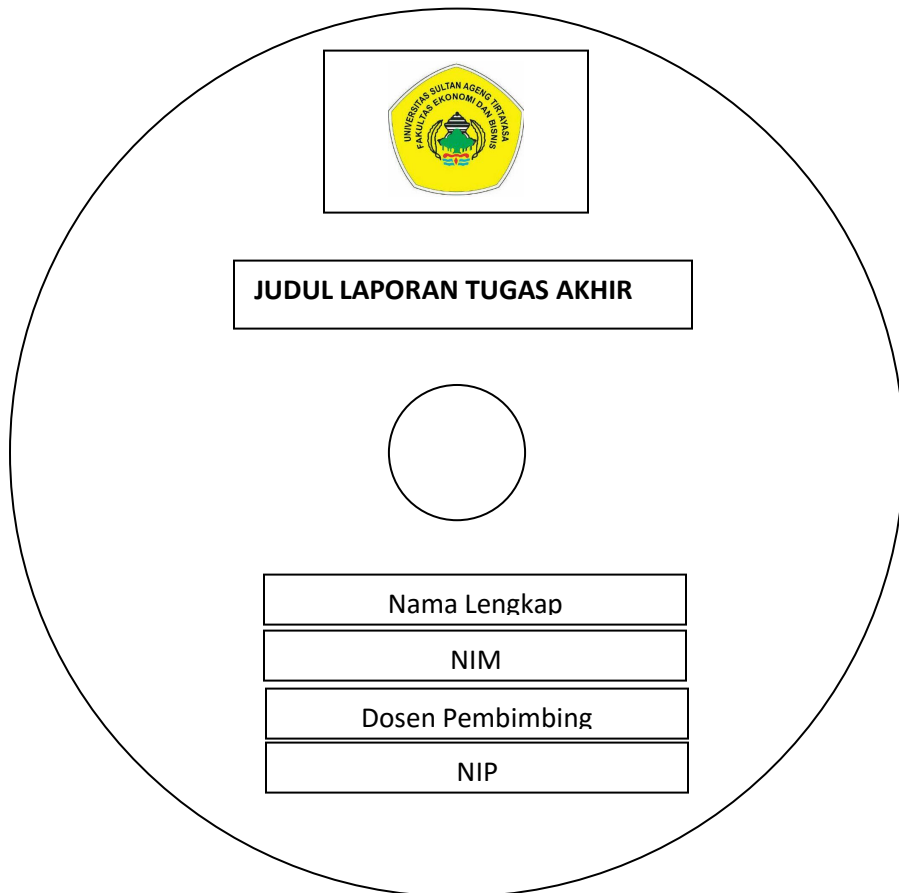 UNIVERSITAS SULTAN AGENG TIRTAYASA
FAKULTAS EKONOMI DAN BISNIS
JUDUL LAPORAN TUGAS AKHIR
Nama Lengkap
NIM
Dosen Pembimbing
NIP